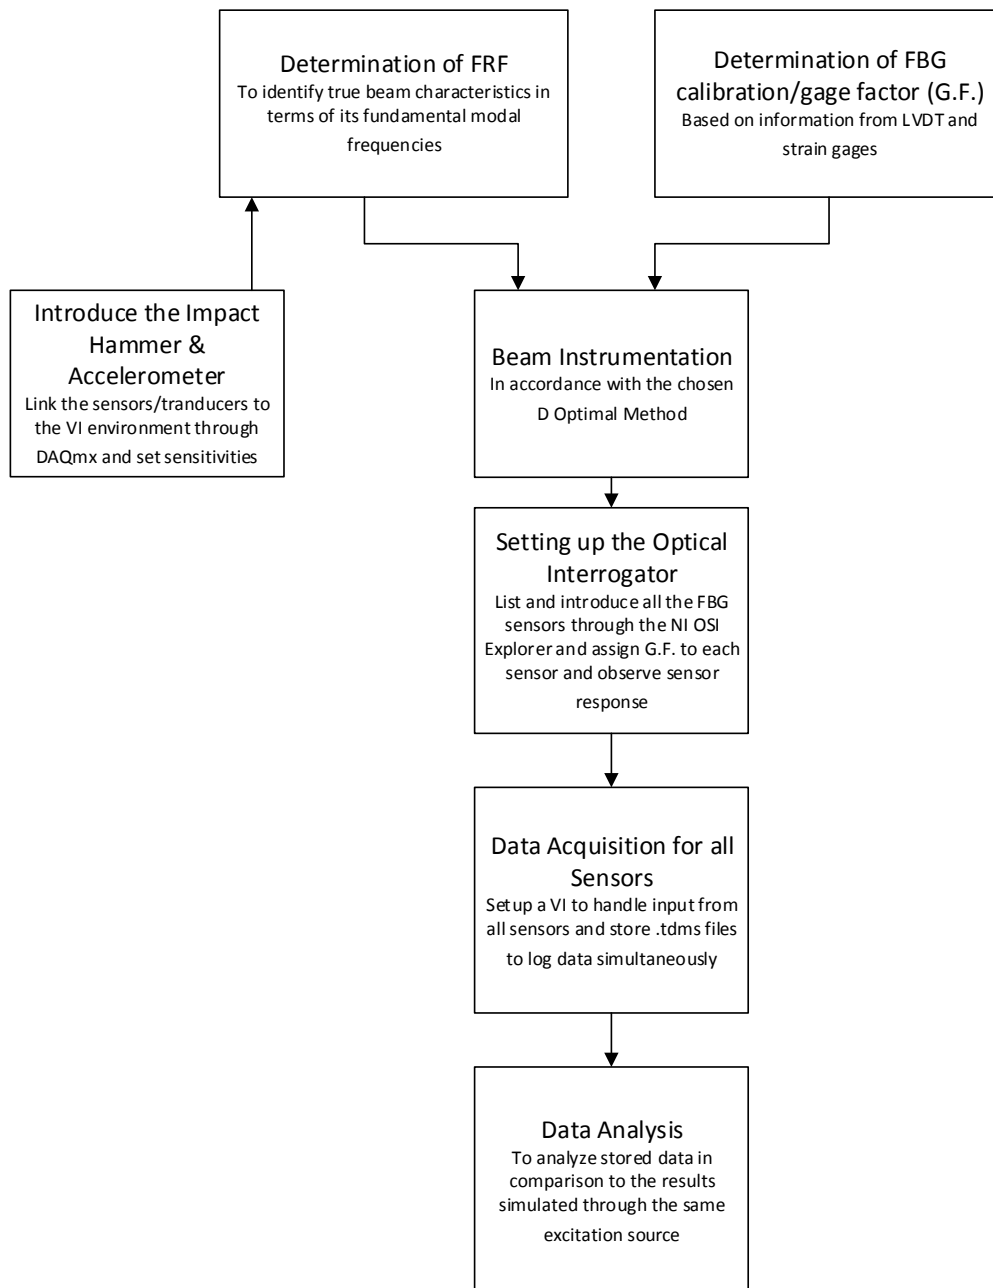 Determination of FRF
To identify true beam characteristics in
terms of its fundamental modal
frequencies
Determination of FBG
calibration/gage factor (G.F.)
Based on information from LVDT and
strain gages
Introduce the Impact
Hammer &
Accelerometer
Link the sensors/tranducers to
the VI environment through
DAQmx and set sensitivities
Beam Instrumentation
In accordance with the chosen
D Optimal Method
Setting up the Optical
Interrogator
List and introduce all the FBG
sensors through the NI OSI
Explorer and assign G.F. to each
sensor and observe sensor
response
Data Acquisition for all
Sensors
Setup a VI to handle input from
all sensors and store .tdms files
to log data simultaneously
Data Analysis
To analyze stored data in
comparison to the results
simulated through the same
excitation source